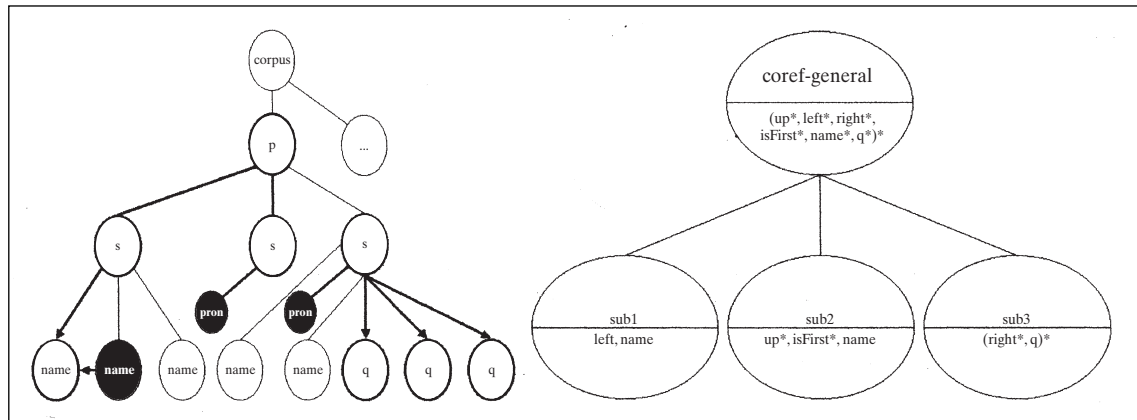 corpus
p
...
s
s
s
pron
pron
name
name
name
name
name
q
q
q
coref-general
(up*, left*, right*,
isFirst*, name*, q*)*
sub1
left, name
sub2
up*, isFirst*, name
sub3
(right*, q)*